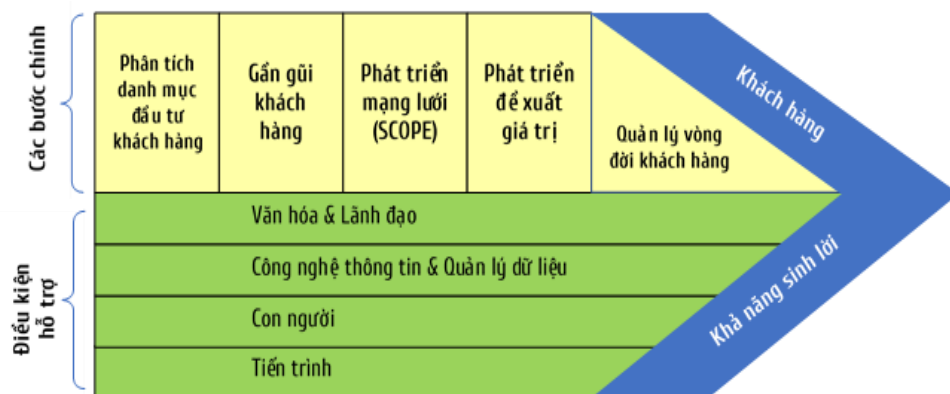 Các bước chính
Phân tích
danh mục
đầu tư
khách hàng
Gần gũi
khách
hàng
Phát triển
mạng lưới
(SCOPE)
Phát triển
đề xuất
giá trị
Quản lý vòng
đời khách hàng
Khách hàng
Điều kiện
hỗ trợ
Văn hóa & Lãnh đạo
Công nghệ thông tin & Quản lý dữ liệu
Con người
Tiến trình
Khả năng sinh lời